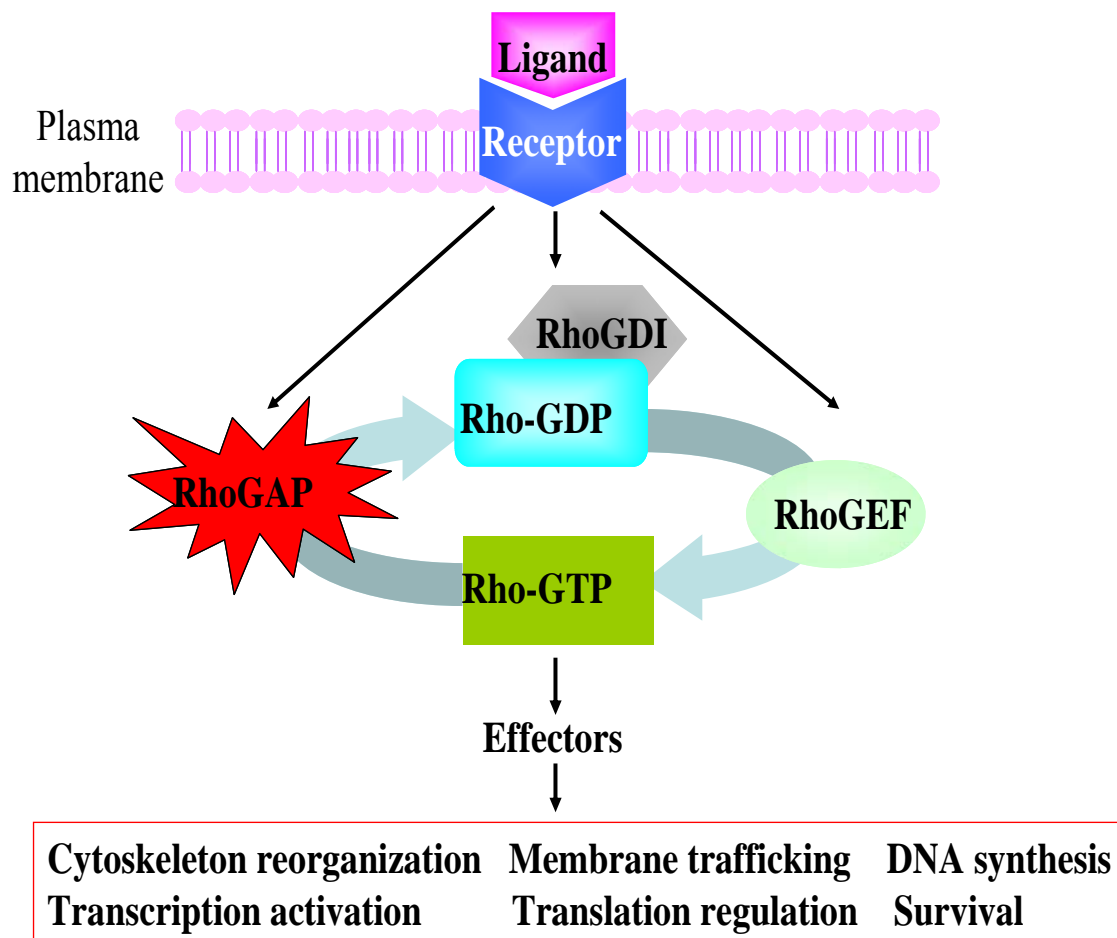 Ligand
Plasma
membrane
Receptor
RhoGDI
Rho-GDP
RhoGAP
RhoGEF
Rho-GTP
Effectors
Cytoskeleton reorganization Membrane trafficking DNA synthesis
Transcription activation Translation regulation Survival